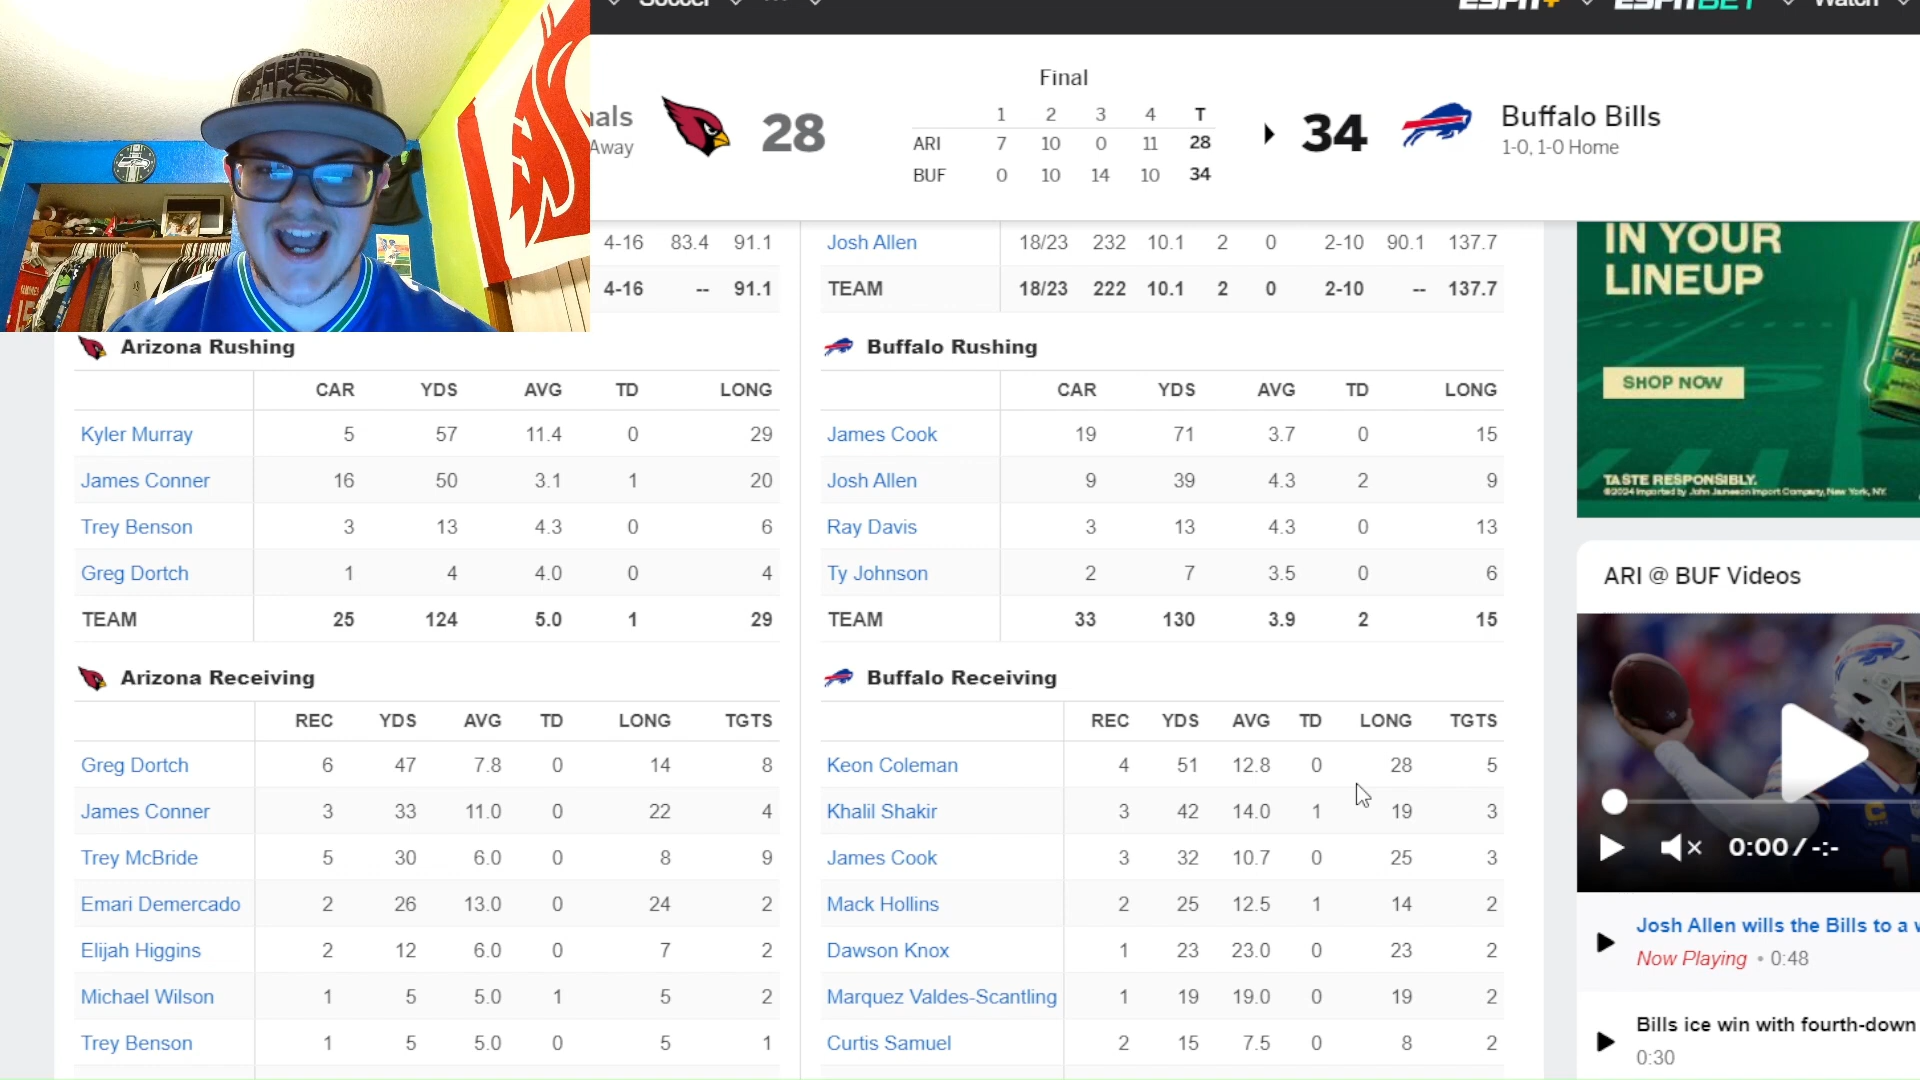 Soccer
ESPN+ ESPN BET Watch
Final
nals
Away
28
1 2 3 4 T
ARI 7 10 0 11 28
BUF 0 10 14 10 34
34
Buffalo Bills
1-0, 1-0 Home
4-16 83.4 91.1
4-16 -- 91.1
Josh Allen 18/23 232 10.1 2 0 2-10 90.1 137.7
TEAM 18/23 222 10.1 2 0 2-10 -- 137.7
Arizona Rushing
CAR YDS AVG TD LONG
Kyler Murray 5 57 11.4 0 29
James Conner 16 50 3.1 1 20
Trey Benson 3 13 4.3 0 6
Greg Dortch 1 4 4.0 0 4
TEAM 25 124 5.0 1 29
Buffalo Rushing
CAR YDS AVG TD LONG
James Cook 19 71 3.7 0 15
Josh Allen 9 39 4.3 2 9
Ray Davis 3 13 4.3 0 13
Ty Johnson 2 7 3.5 0 6
TEAM 33 130 3.9 2 15
Arizona Receiving
REC YDS AVG TD LONG TGTS
Greg Dortch 6 47 7.8 0 14 8
James Conner 3 33 11.0 0 22 4
Trey McBride 5 30 6.0 0 8 9
Emari Demercado 2 26 13.0 0 24 2
Elijah Higgins 2 12 6.0 0 7 2
Michael Wilson 1 5 5.0 1 5 2
Trey Benson 1 5 5.0 0 5 1
Buffalo Receiving
REC YDS AVG TD LONG TGTS
Keon Coleman 4 51 12.8 0 28 5
Khalil Shakir 3 42 14.0 1 19 3
James Cook 3 32 10.7 0 25 3
Mack Hollins 2 25 12.5 1 14 2
Dawson Knox 1 23 23.0 0 23 2
Marquez Valdes-Scantling 1 19 19.0 0 19 2
Curtis Samuel 2 15 7.5 0 8 2
IN YOUR
LINEUP
SHOP NOW
TASTE RESPONSIBLY.
©2024 Imported by John Jameson Import Company, New York, NY.
ARI @ BUF Videos
0:00 / -:-
Josh Allen wills the Bills to a
Now Playing • 0:48
Bills ice win with fourth-down
0:30